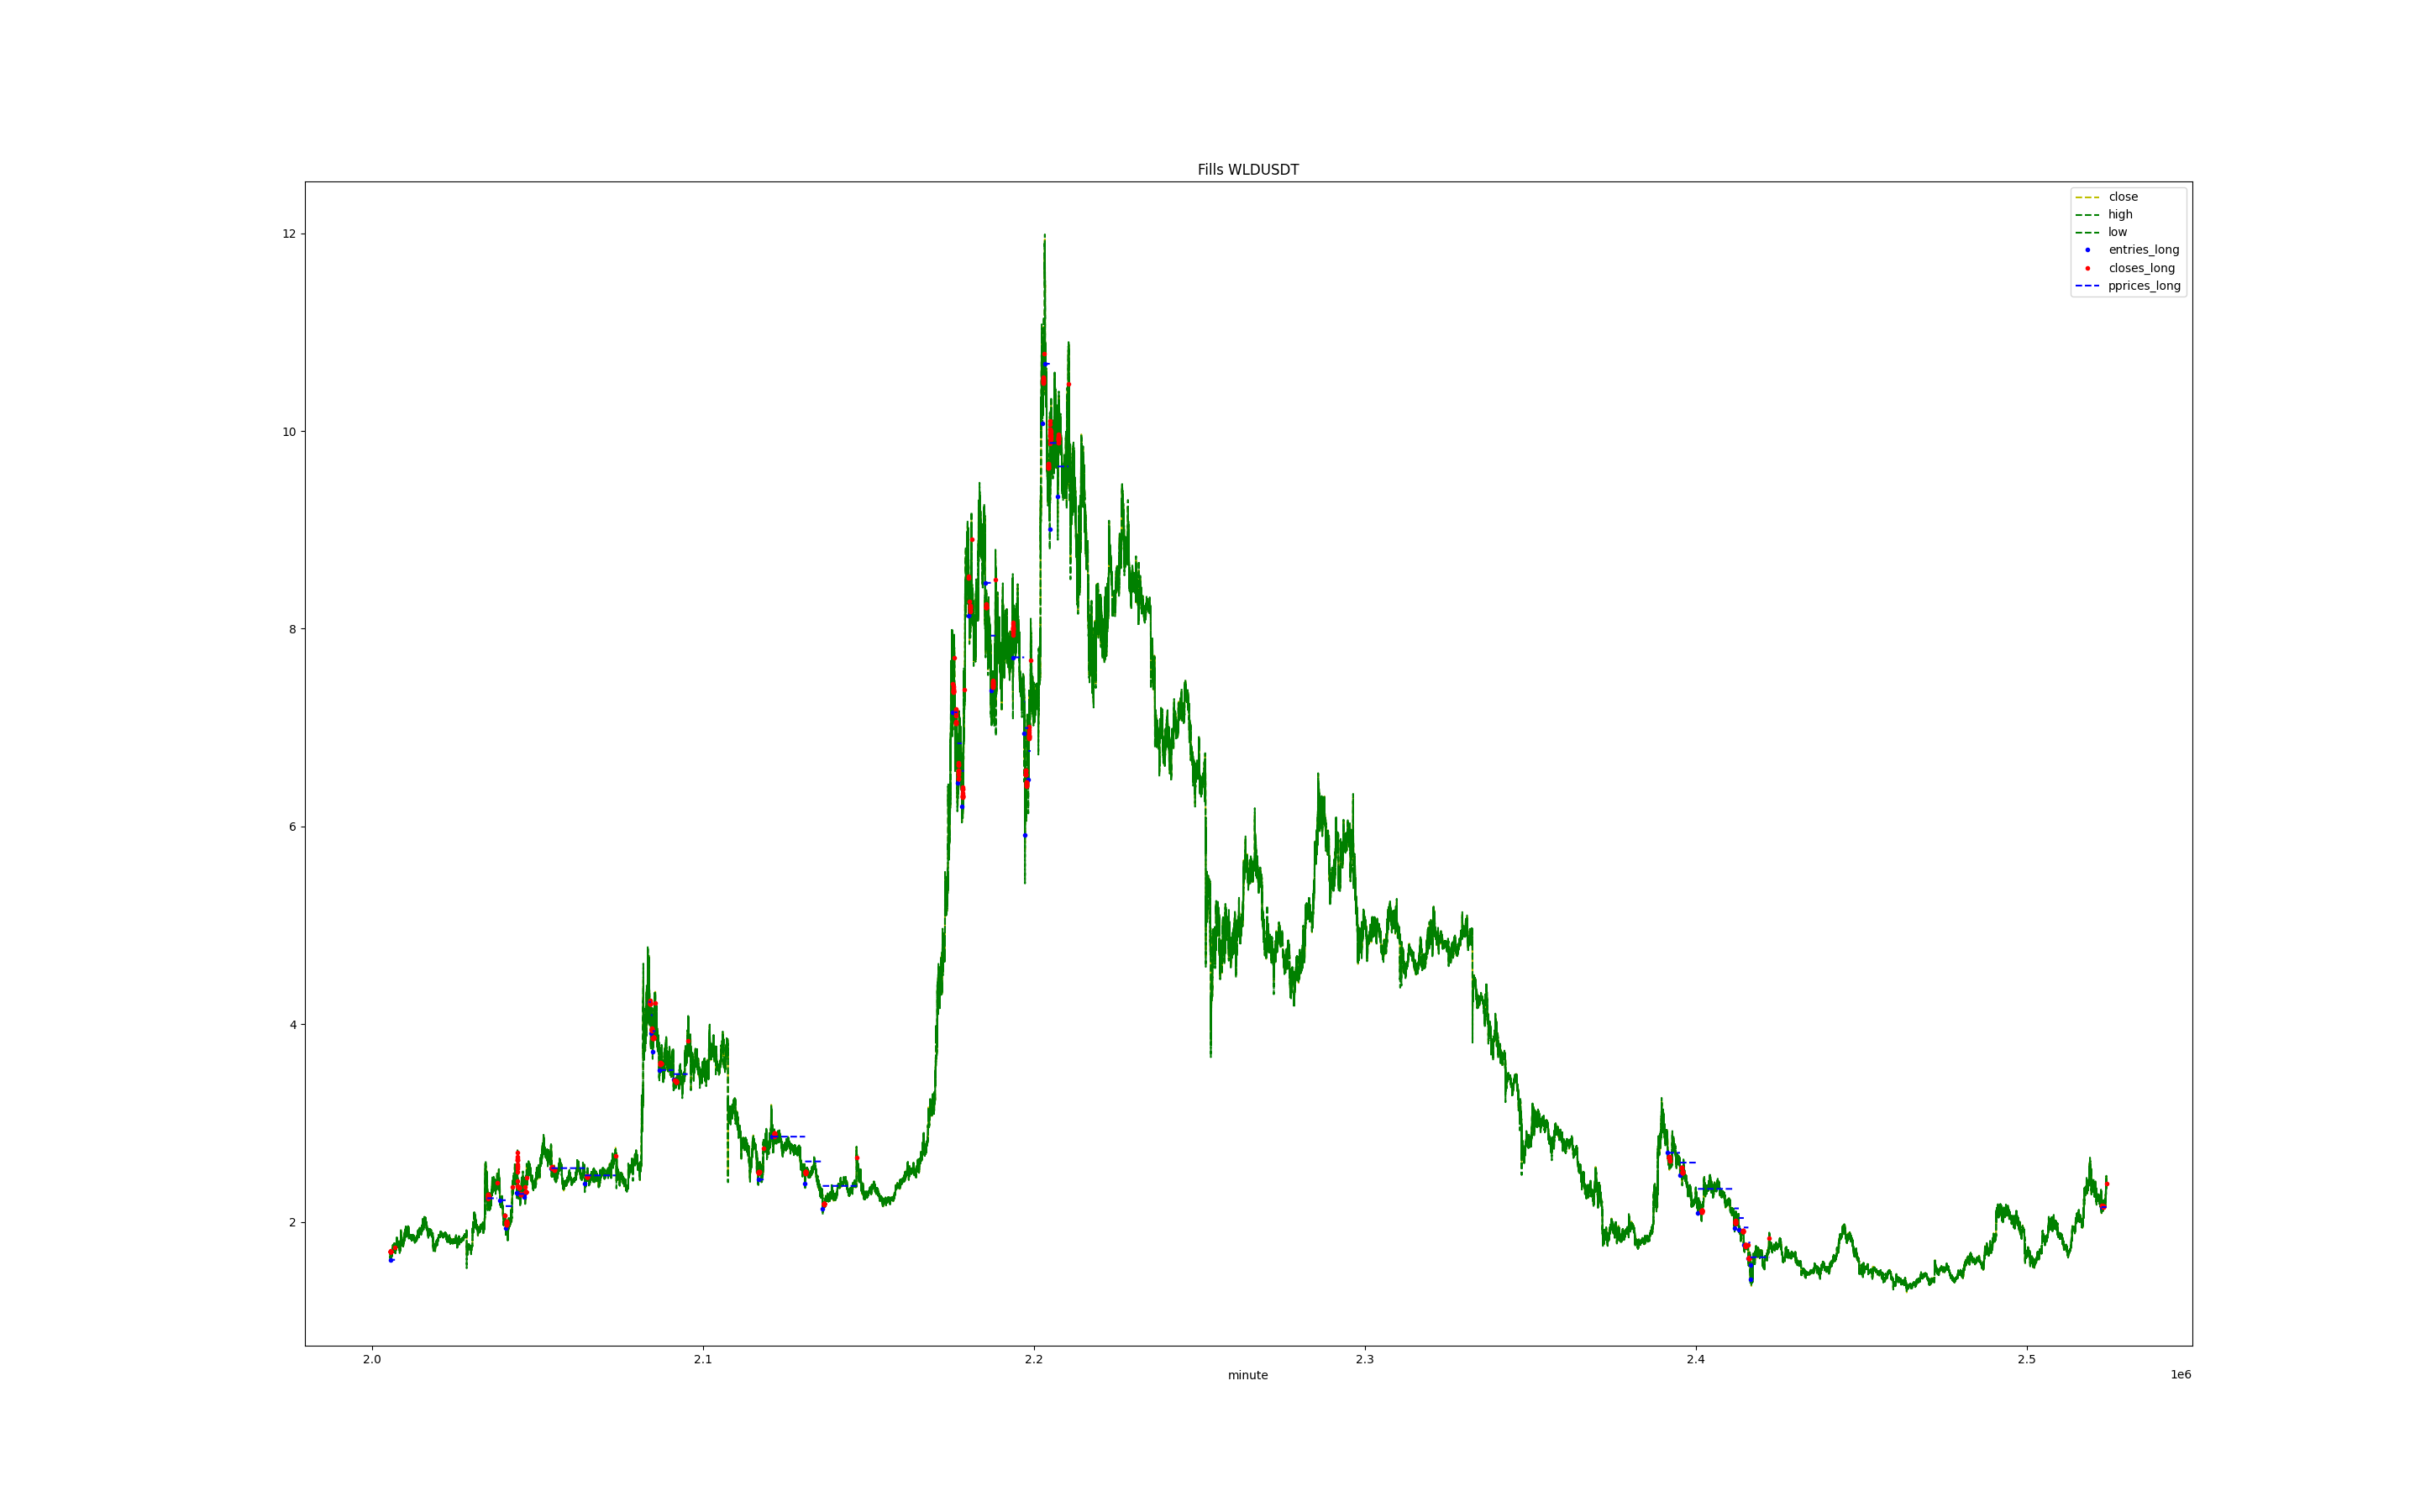 Fills WLDUSDT
close
high
low
entries_long
closes_long
pprices_long
12
10
8
6
4
2
2.0 2.1 2.2 2.3 2.4 2.5
minute 1e6